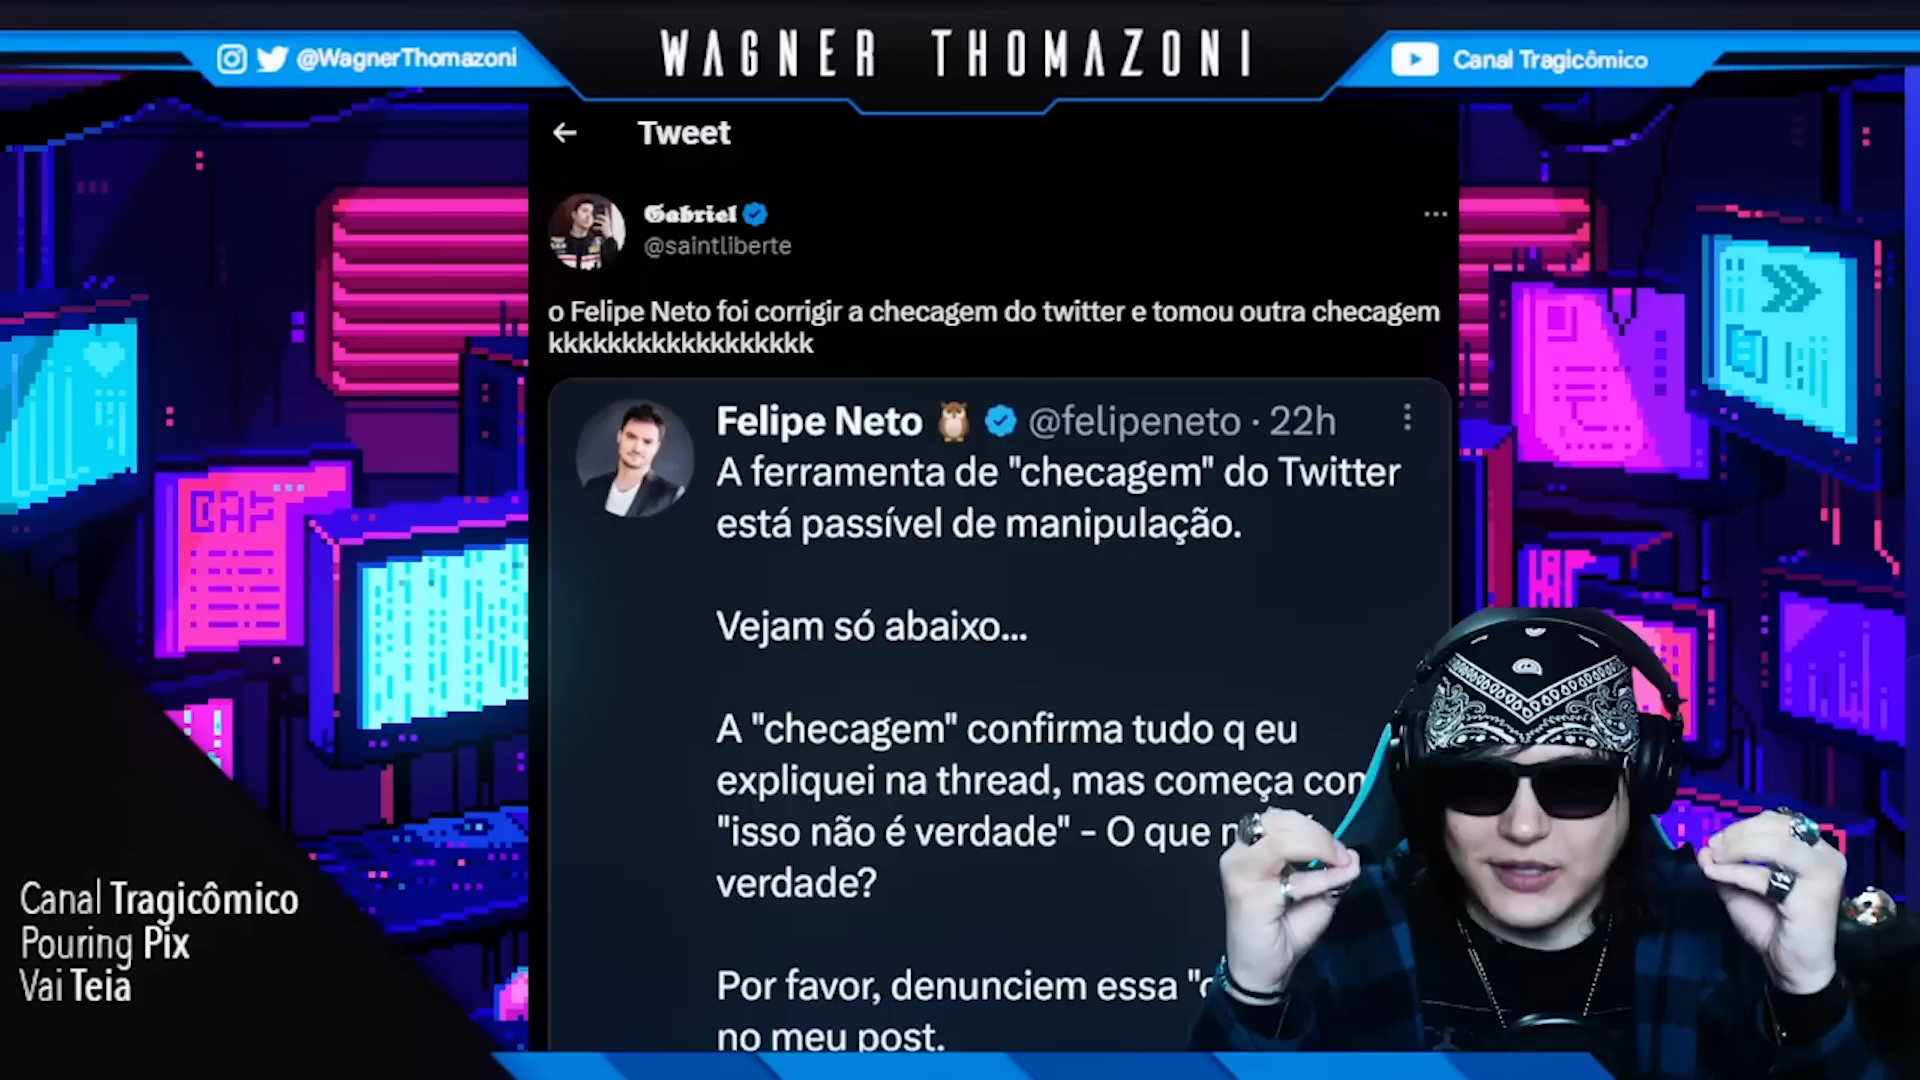 @WagnerThomazoni
WAGNER THOMAZONI
Canal Tragicômico
Tweet
Gabriel
@saintliberte
o Felipe Neto foi corrigir a checagem do twitter e tomou outra checagem
kkkkkkkkkkkkkkkkkk
Felipe Neto 🦉 @felipeneto · 22h
A ferramenta de "checagem" do Twitter
está passível de manipulação.
Vejam só abaixo...
A "checagem" confirma tudo q eu
expliquei na thread, mas começa com
"isso não é verdade" - O que
verdade?
Por favor, denunciem essa
no meu post.
Canal Tragicômico
Pouring Pix
Vai Teia